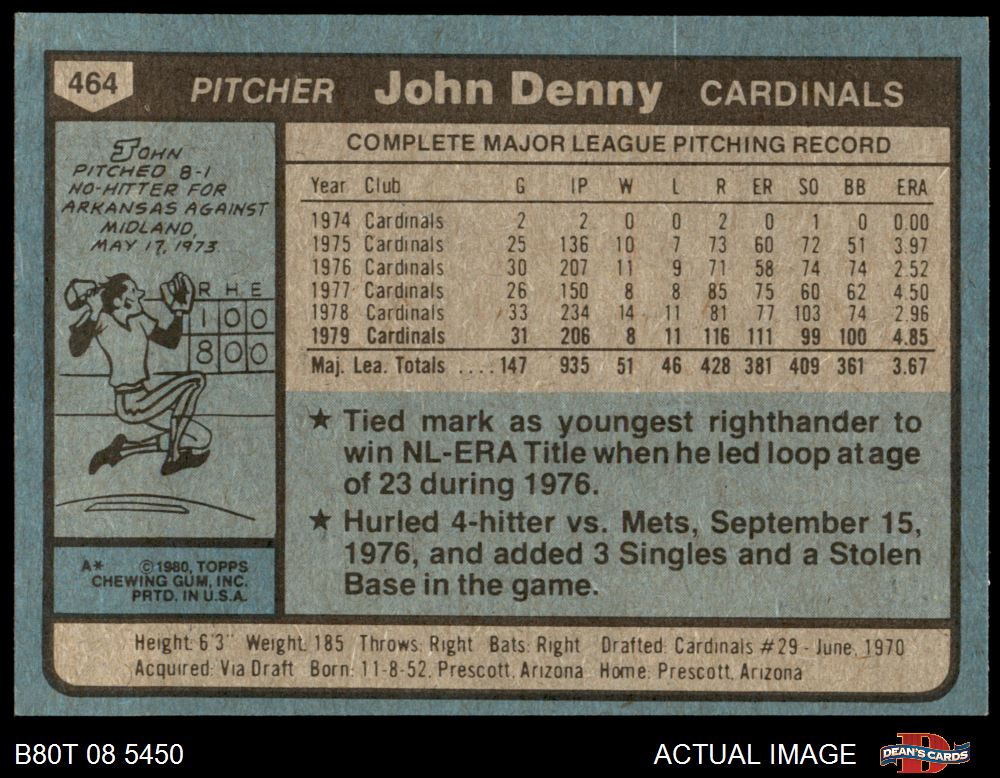 464 PITCHER John Denny CARDINALS
JOHN
PITCHED 8-1
NO-HITTER FOR
ARKANSAS AGAINST
MIDLAND,
MAY 17, 1973.
R H E
1 0 0
8 0 0
A* ©1980, TOPPS
CHEWING GUM, INC.
PRTD. IN U.S.A.
COMPLETE MAJOR LEAGUE PITCHING RECORD
Year Club G IP W L R ER SO BB ERA
1974 Cardinals 2 2 0 0 2 0 1 0 0.00
1975 Cardinals 25 136 10 7 73 60 72 51 3.97
1976 Cardinals 30 207 11 9 71 58 74 74 2.52
1977 Cardinals 26 150 8 8 85 75 60 62 4.50
1978 Cardinals 33 234 14 11 81 77 103 74 2.96
1979 Cardinals 31 206 8 11 116 111 99 100 4.85
Maj. Lea. Totals ....147 935 51 46 428 381 409 361 3.67
★ Tied mark as youngest righthander to
win NL-ERA Title when he led loop at age
of 23 during 1976.
★ Hurled 4-hitter vs. Mets, September 15,
1976, and added 3 Singles and a Stolen
Base in the game.
Height: 6'3" Weight: 185 Throws: Right Bats: Right Drafted: Cardinals #29 - June, 1970
Acquired: Via Draft Born: 11-8-52, Prescott, Arizona Home: Prescott, Arizona
B80T 08 5450 ACTUAL IMAGE DEAN'S CARDS